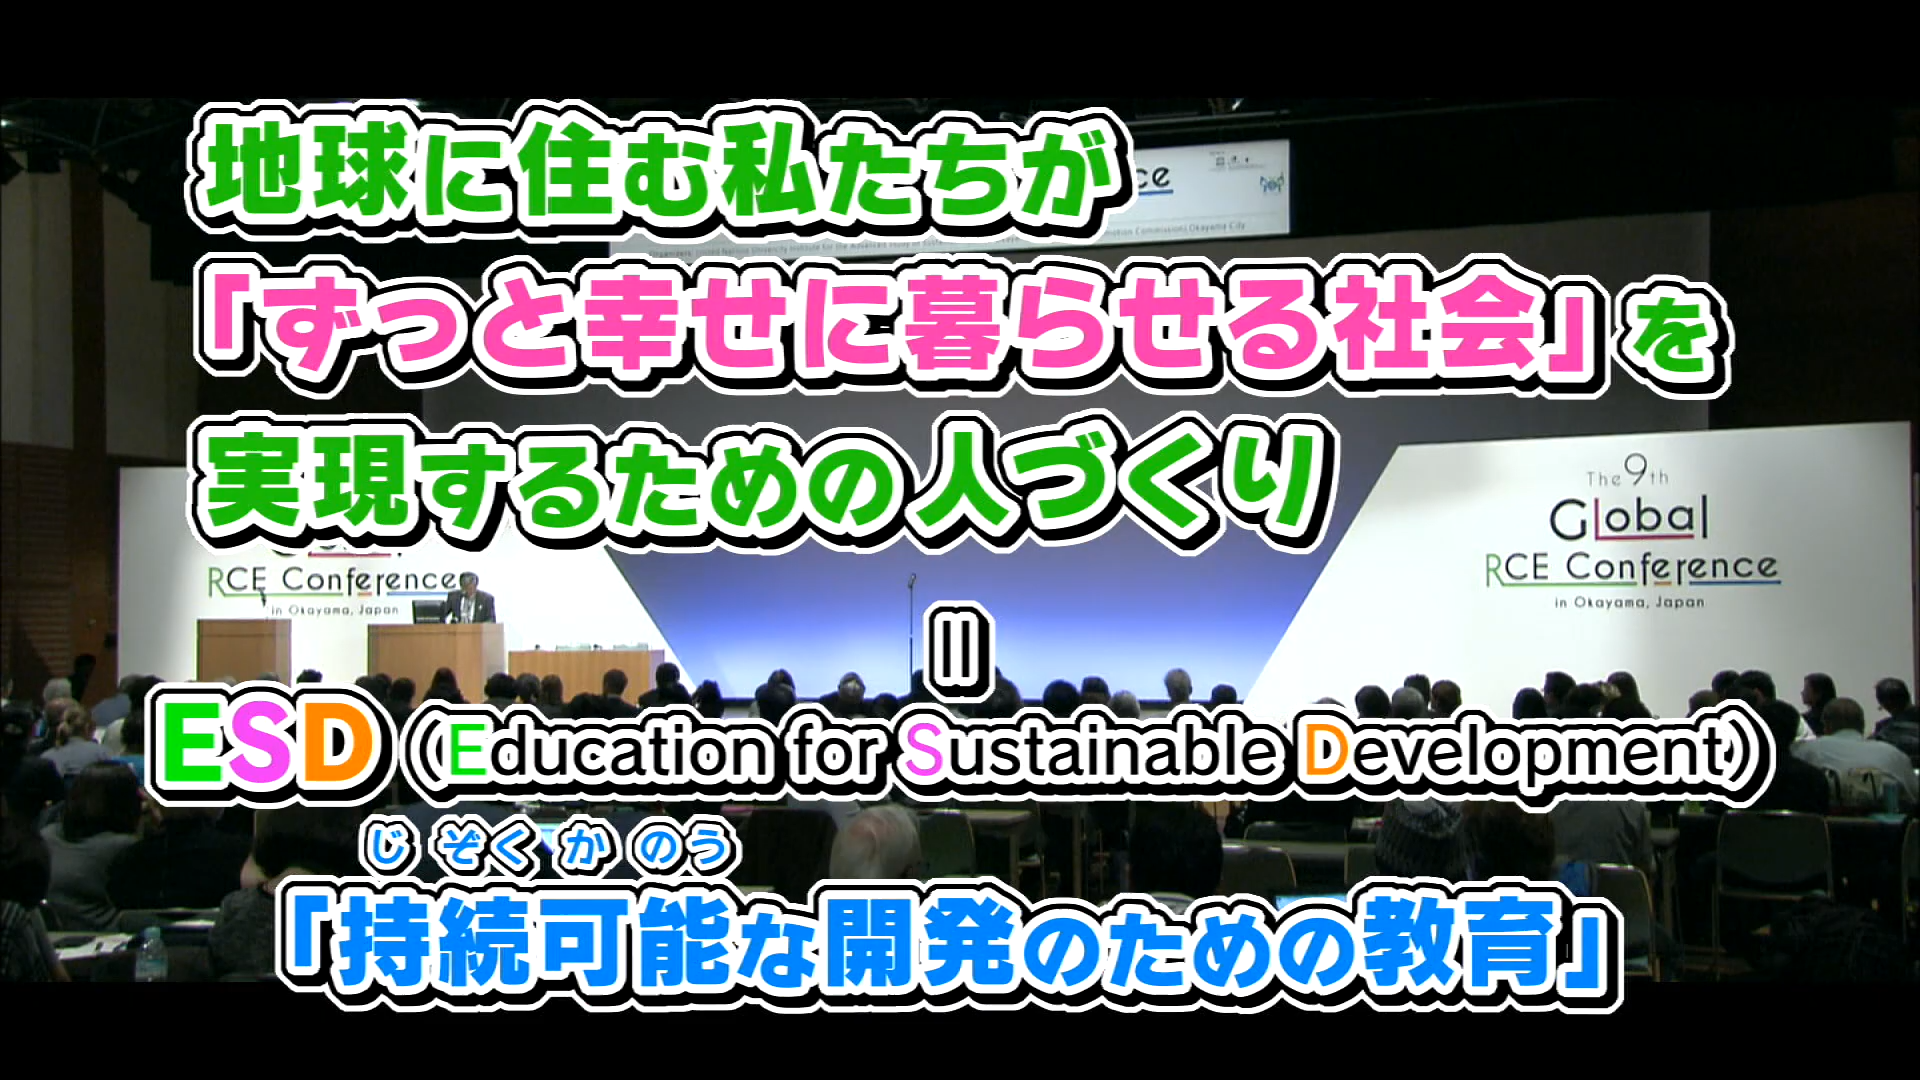 地球に住む私たちが
「ずっと幸せに暮らせる社会」を
実現するための人づくり
=
ESD（Education for Sustainable Development）
じぞくかのう
「持続可能な開発のための教育」
ce
RCE Conference
in Okayama, Japan
The 9th
Global
RCE Conference
in Okayama, Japan